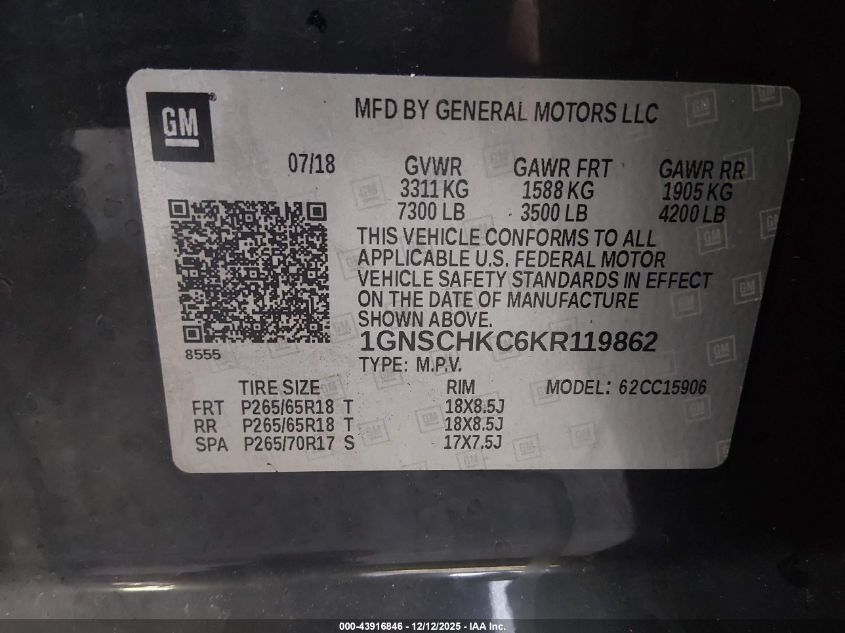 GM
MFD BY GENERAL MOTORS LLC
07/18 GVWR GAWR FRT GAWR RR
3311 KG 1588 KG 1905 KG
7300 LB 3500 LB 4200 LB
THIS VEHICLE CONFORMS TO ALL
APPLICABLE U.S. FEDERAL MOTOR
VEHICLE SAFETY STANDARDS IN EFFECT
ON THE DATE OF MANUFACTURE
SHOWN ABOVE.
8555
1GNSCHKC6KR119862
TYPE: M.P.V.
TIRE SIZE RIM MODEL: 62CC15906
FRT P265/65R18 T 18X8.5J
RR P265/65R18 T 18X8.5J
SPA P265/70R17 S 17X7.5J
000-43916846 - 12/12/2025 - IAA Inc.